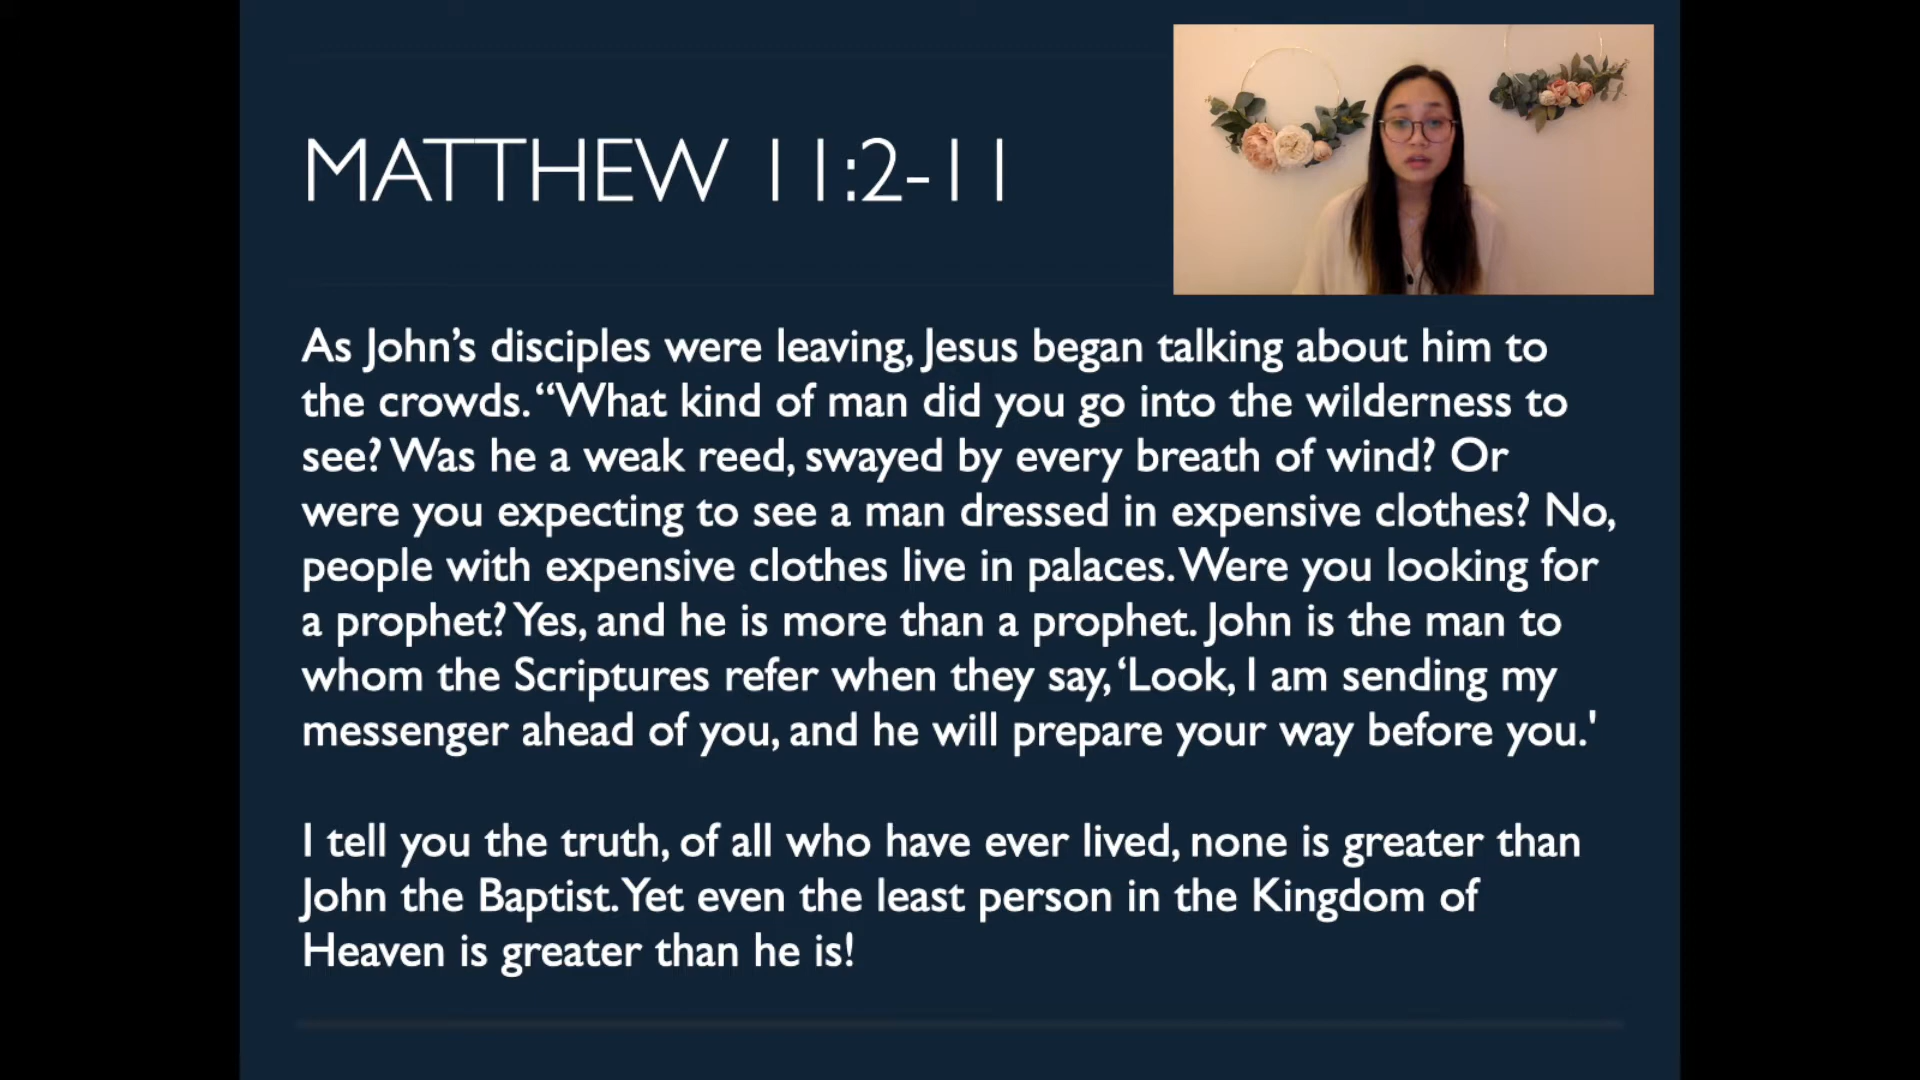 MATTHEW 11:2-11
As John’s disciples were leaving, Jesus began talking about him to
the crowds. “What kind of man did you go into the wilderness to
see? Was he a weak reed, swayed by every breath of wind? Or
were you expecting to see a man dressed in expensive clothes? No,
people with expensive clothes live in palaces. Were you looking for
a prophet? Yes, and he is more than a prophet. John is the man to
whom the Scriptures refer when they say, ‘Look, I am sending my
messenger ahead of you, and he will prepare your way before you.'
I tell you the truth, of all who have ever lived, none is greater than
John the Baptist. Yet even the least person in the Kingdom of
Heaven is greater than he is!